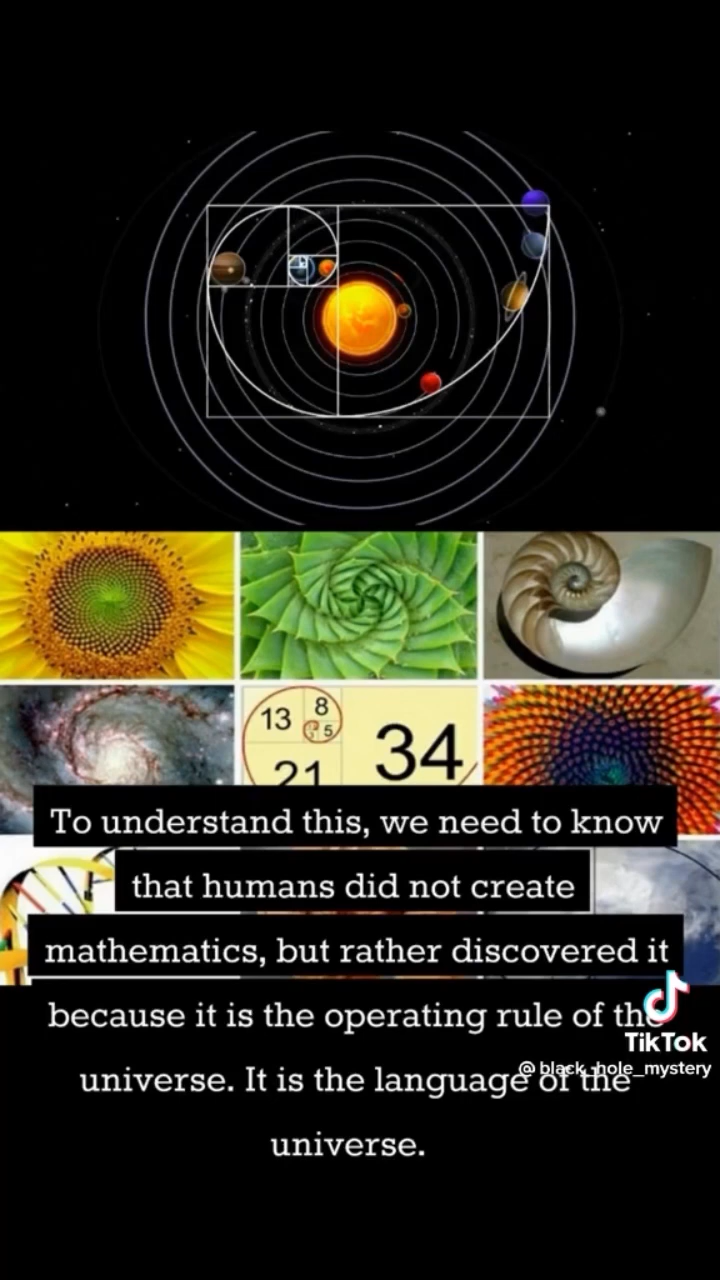 13
8
5
21
34
To understand this, we need to know
that humans did not create
mathematics, but rather discovered it
because it is the operating rule of the
universe. It is the language of the
universe.
TikTok
@black_hole_mystery